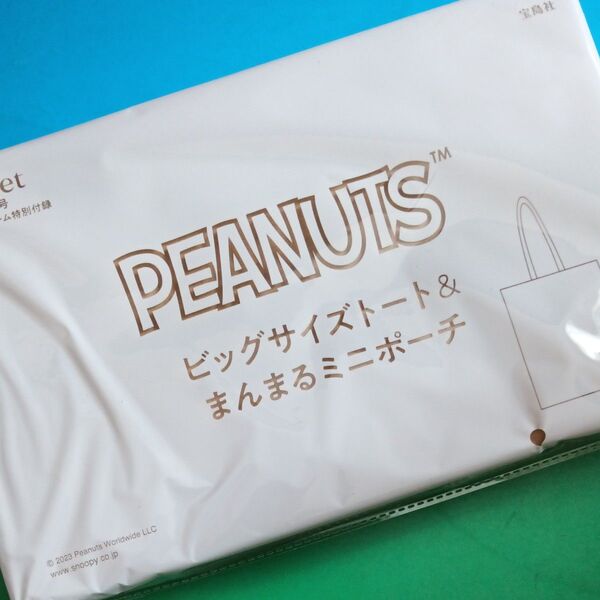 宝島社
et
号
ーム特別付録
PEANUTS™
ビッグサイズトート&
まんまるミニポーチ
© 2023 Peanuts Worldwide LLC
www.snoopy.co.jp